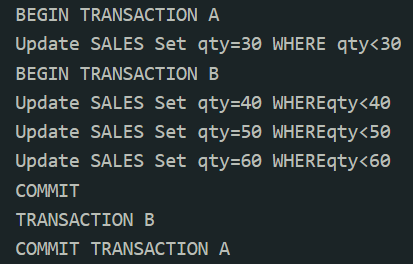 BEGIN TRANSACTION A
Update SALES Set qty=30 WHERE qty<30
BEGIN TRANSACTION B
Update SALES Set qty=40 WHEREqty<40
Update SALES Set qty=50 WHEREqty<50
Update SALES Set qty=60 WHEREqty<60
COMMIT
TRANSACTION B
COMMIT TRANSACTION A